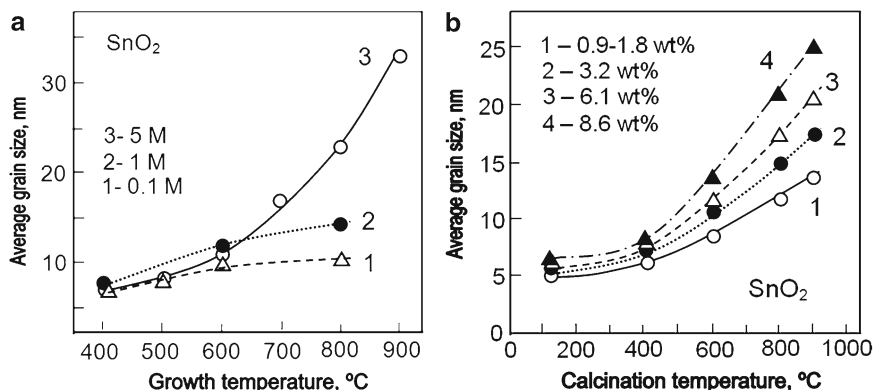 a
SnO₂
3
30
20
10
3- 5 M
2- 1 M
1- 0.1 M
2
1
Average grain size, nm
400 500 600 700 800 900
Growth temperature, ºC
b
25
20
15
10
5
0
1 – 0.9-1.8 wt%
2 – 3.2 wt%
3 – 6.1 wt%
4 – 8.6 wt%
4
3
2
1
SnO₂
Average grain size, nm
0 200 400 600 800 1000
Calcination temperature, ºC